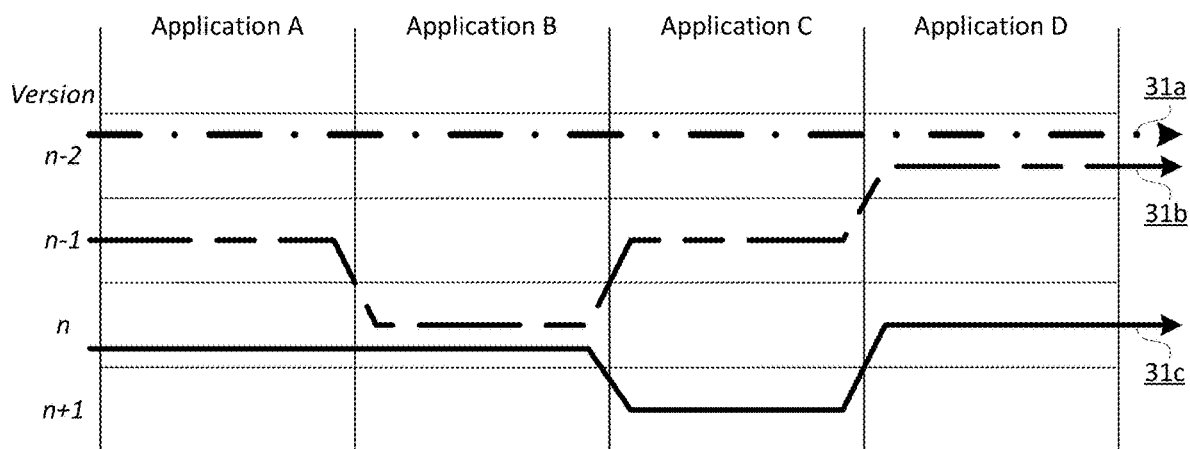 Application A Application B Application C Application D
Version
31a
n-2
31b
n-1
n
31c
n+1